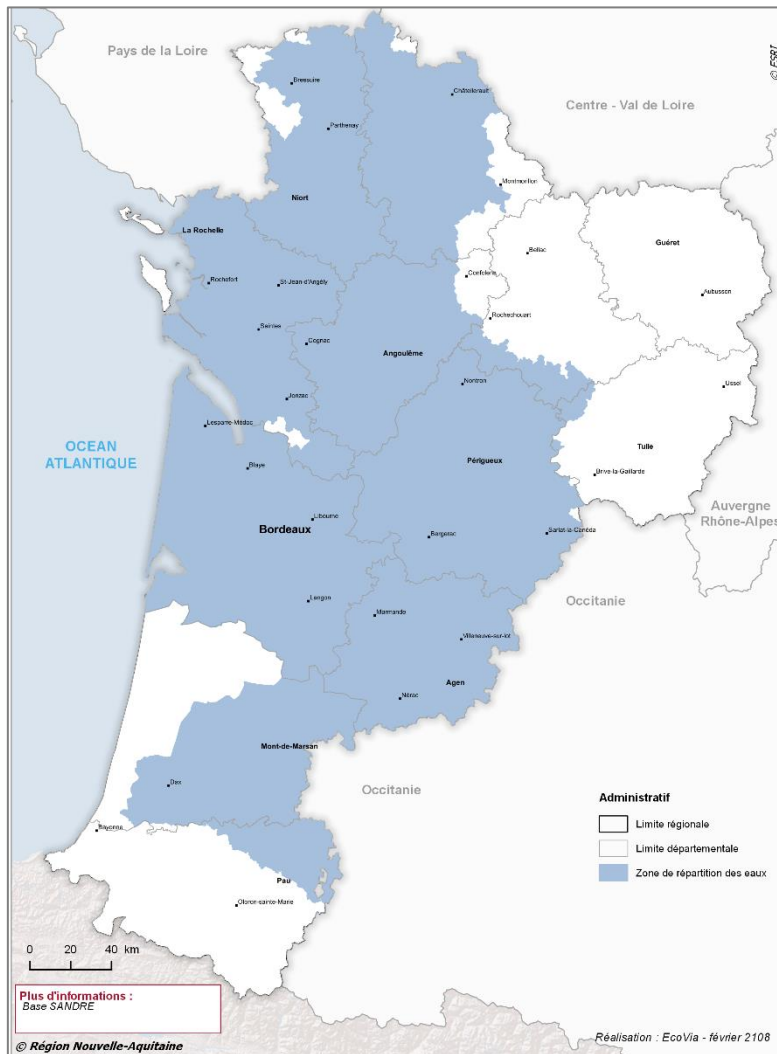 Pays de la Loire
© ESRI
Bressuire
Châtellerault
Centre - Val de Loire
Parthenay
Montmorillon
Niort
La Rochelle
Guéret
Bellac
Rochefort
St-Jean-d'Angély
Confolens
Aubusson
Rochechouart
Saintes
Cognac
Angoulême
Nontron
Ussel
Jonzac
Lesparre-Médoc
OCEAN
ATLANTIQUE
Tulle
Périgueux
Blaye
Brive-la-Gaillarde
Auvergne
Rhône-Alpes
Libourne
Bordeaux
Bergerac
Sarlat-la-Canéda
Langon
Occitanie
Marmande
Villeneuve-sur-lot
Agen
Nérac
Mont-de-Marsan
Dax
Occitanie
Administratif
Limite régionale
Limite départementale
Zone de répartition des eaux
Bayonne
Pau
Oloron-sainte-Marie
0 20 40 km
Plus d'informations :
Base SANDRE
© Région Nouvelle-Aquitaine
Réalisation : EcoVia - février 2108